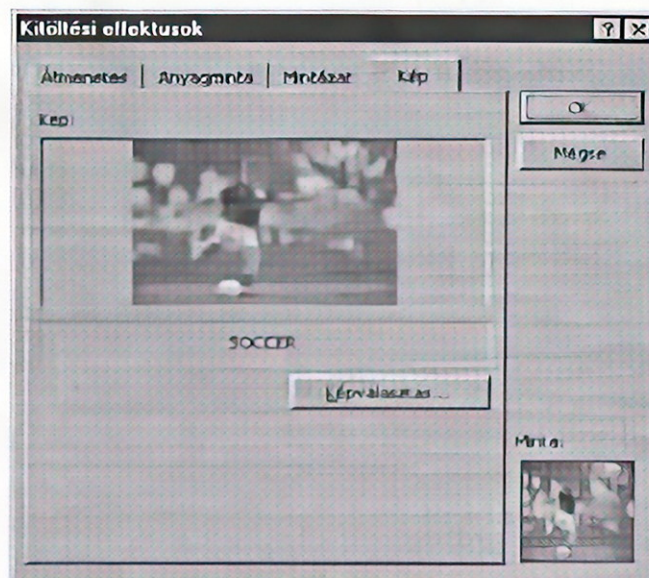 Kitöltési effektusok
Átmenetes
Anyagminta
Mintázat
Kép
Kép:
OK
Mégse
SOCCER
Képválasztás...
Minta: